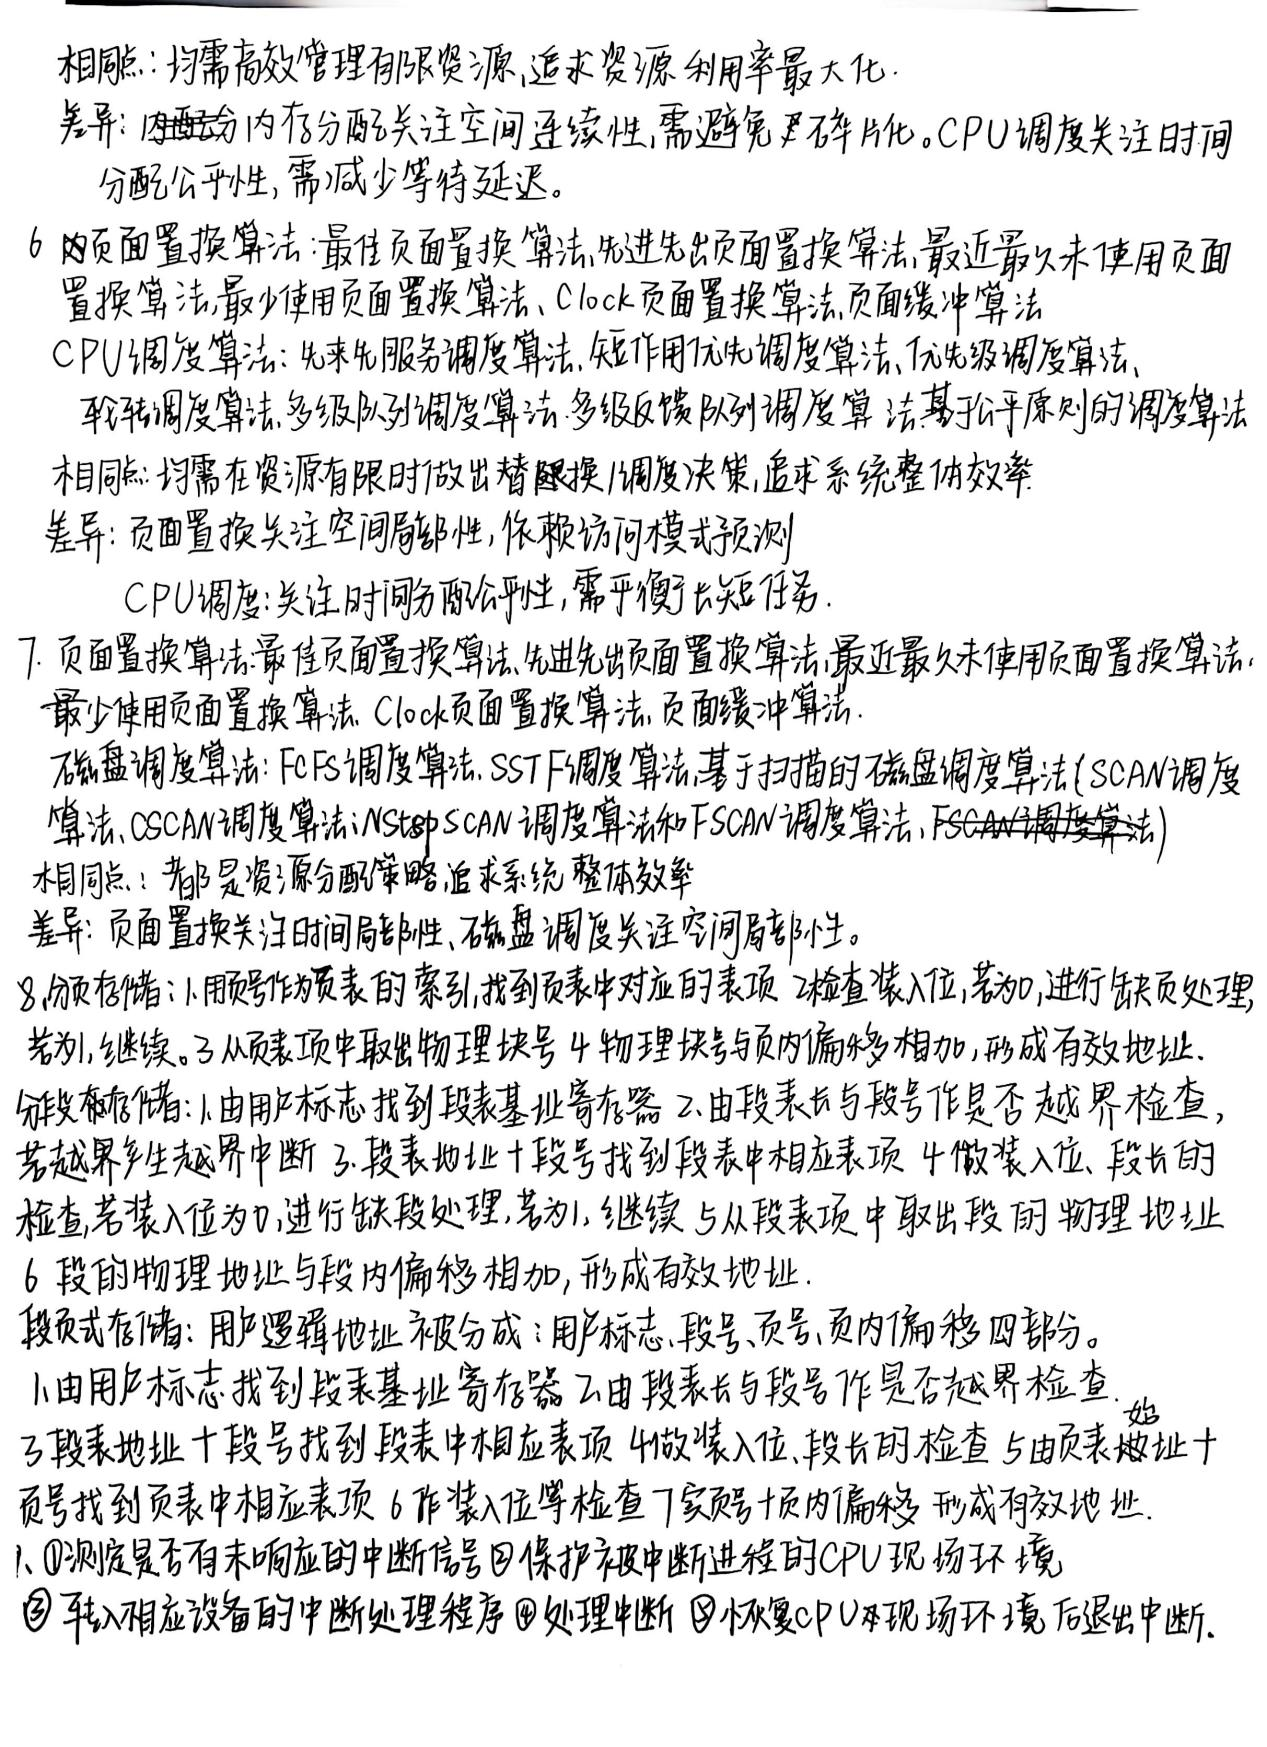 相同点：均需高效管理有限资源，追求资源利用率最大化.
差异：内存分配关注空间连续性，需避免碎片化。CPU调度关注时间
分配公平性，需减少等待延迟。
6 页面置换算法：最佳页面置换算法、先进先出页面置换算法、最近最久未使用页面
置换算法、最少使用页面置换算法、Clock页面置换算法、页面缓冲算法
CPU调度算法：先来先服务调度算法、短作用优先调度算法、优先级调度算法、
轮转调度算法、多级队列调度算法、多级反馈队列调度算法、基于公平原则的调度算法
相同点：均需在资源有限时做出替换/调度决策，追求系统整体效率
差异：页面置换关注空间局部性，依赖访问模式预测
CPU调度：关注时间分配公平性，需平衡长短任务.
7. 页面置换算法：最佳页面置换算法、先进先出页面置换算法、最近最久未使用页面置换算法、
最少使用页面置换算法、Clock页面置换算法、页面缓冲算法.
磁盘调度算法：FCFS调度算法、SSTF调度算法、基于扫描的磁盘调度算法(SCAN调度
算法、CSCAN调度算法；NStepSCAN调度算法和FSCAN调度算法、FSCAN调度算法)
相同点：都是资源分配策略，追求系统整体效率
差异：页面置换关注时间局部性、磁盘调度关注空间局部性。
8、分页存储：1、用页号作为页表的索引，找到页表中对应的表项 2检查装入位，若为0，进行缺页处理，
若为1，继续。3从页表项中取出物理块号 4物理块号与页内偏移相加，形成有效地址.
分段存储：1、由用户标志找到段表基址寄存器 2、由段表长与段号作是否越界检查，
若越界产生越界中断 3、段表地址+段号找到段表中相应表项 4做装入位、段长的
检查，若装入位为0，进行缺段处理，若为1，继续 5从段表项中取出段的物理地址
6 段的物理地址与段内偏移相加，形成有效地址.
段页式存储：用户逻辑地址被分成：用户标志、段号、页号、页内偏移四部分。
1、由用户标志找到段表基址寄存器 2、由段表长与段号作是否越界检查.
3段表地址+段号找到段表中相应表项 4做装入位、段长的检查 5由页表始址+
页号找到页表中相应表项 6作装入位等检查 7实页号+页内偏移形成有效地址.
1、①测定是否有未响应的中断信号②保护被中断进程的CPU现场环境
③转入相应设备的中断处理程序④处理中断⑤恢复CPU现场环境后退出中断.